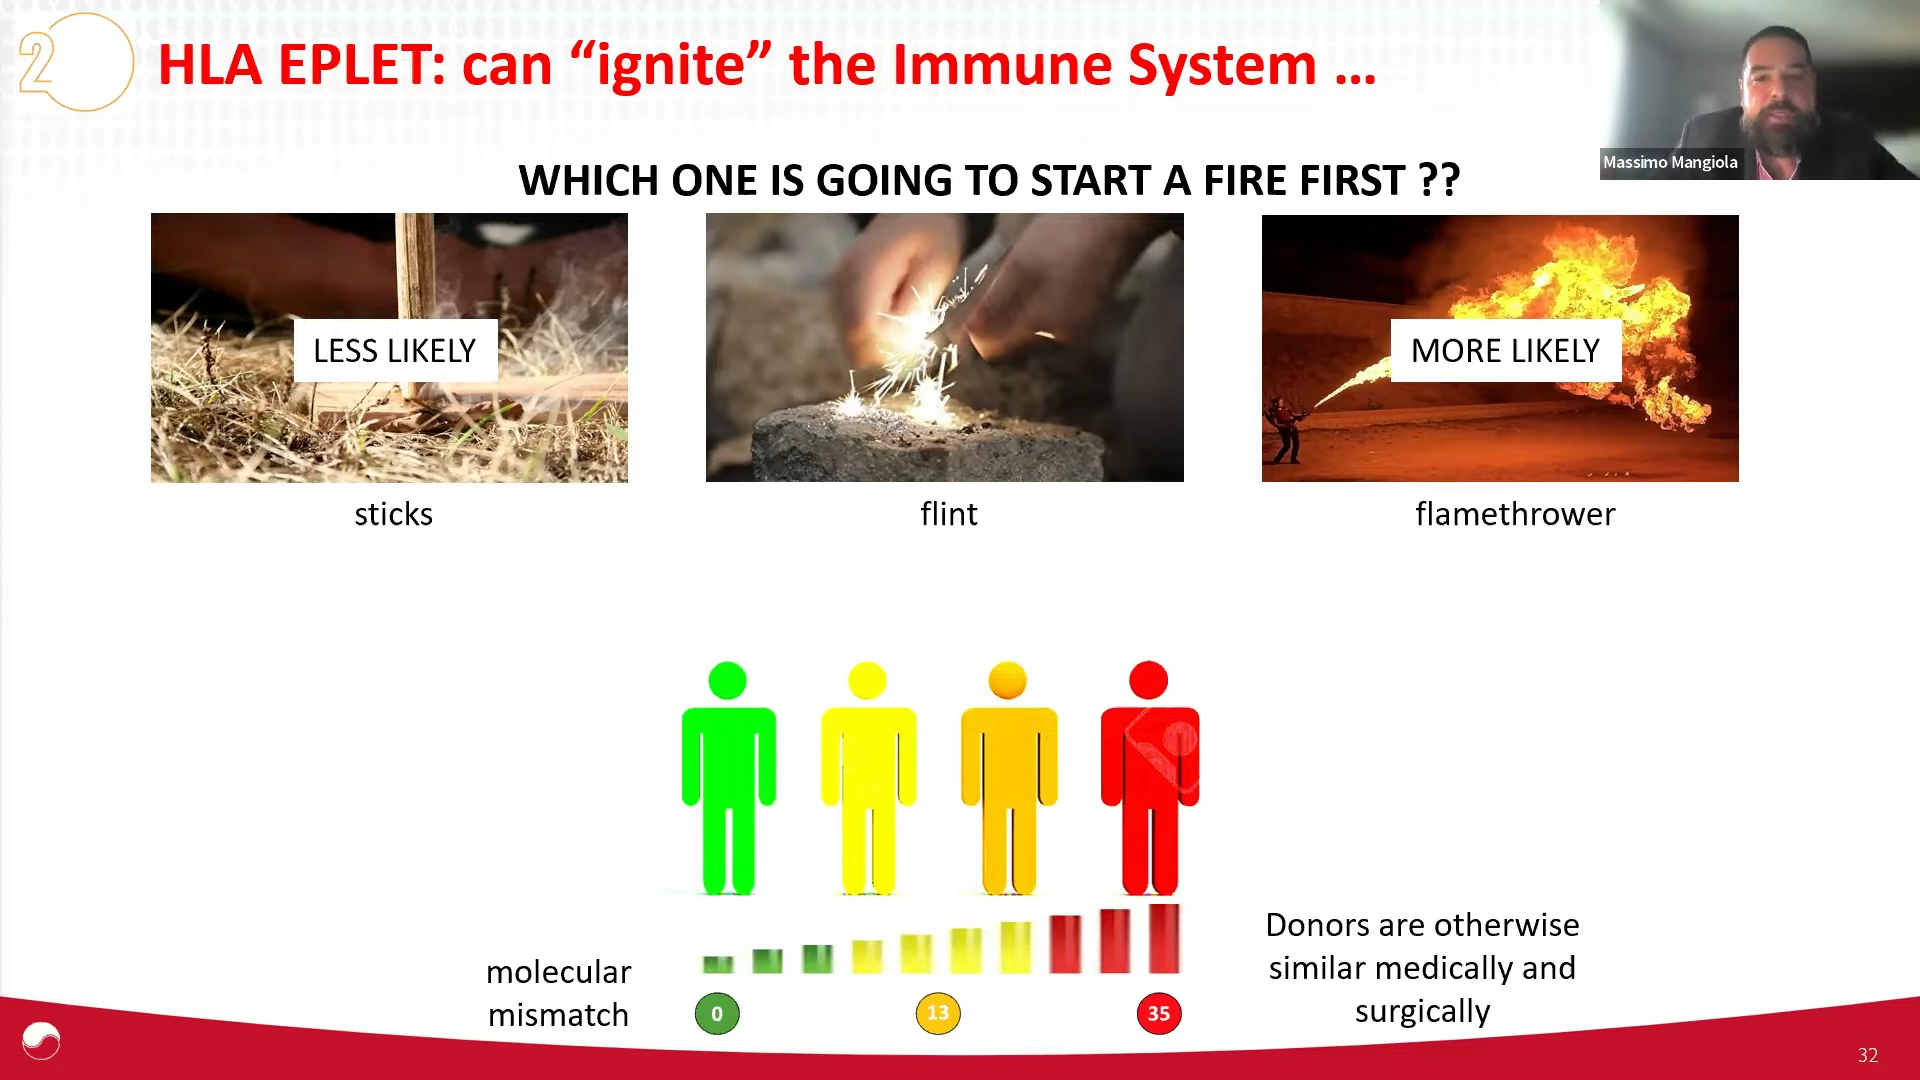 2
HLA EPLET: can “ignite” the Immune System ...
Massimo Mangiola
WHICH ONE IS GOING TO START A FIRE FIRST ??
LESS LIKELY
MORE LIKELY
sticks
flint
flamethrower
molecular
mismatch
0
13
35
Donors are otherwise
similar medically and
surgically
32